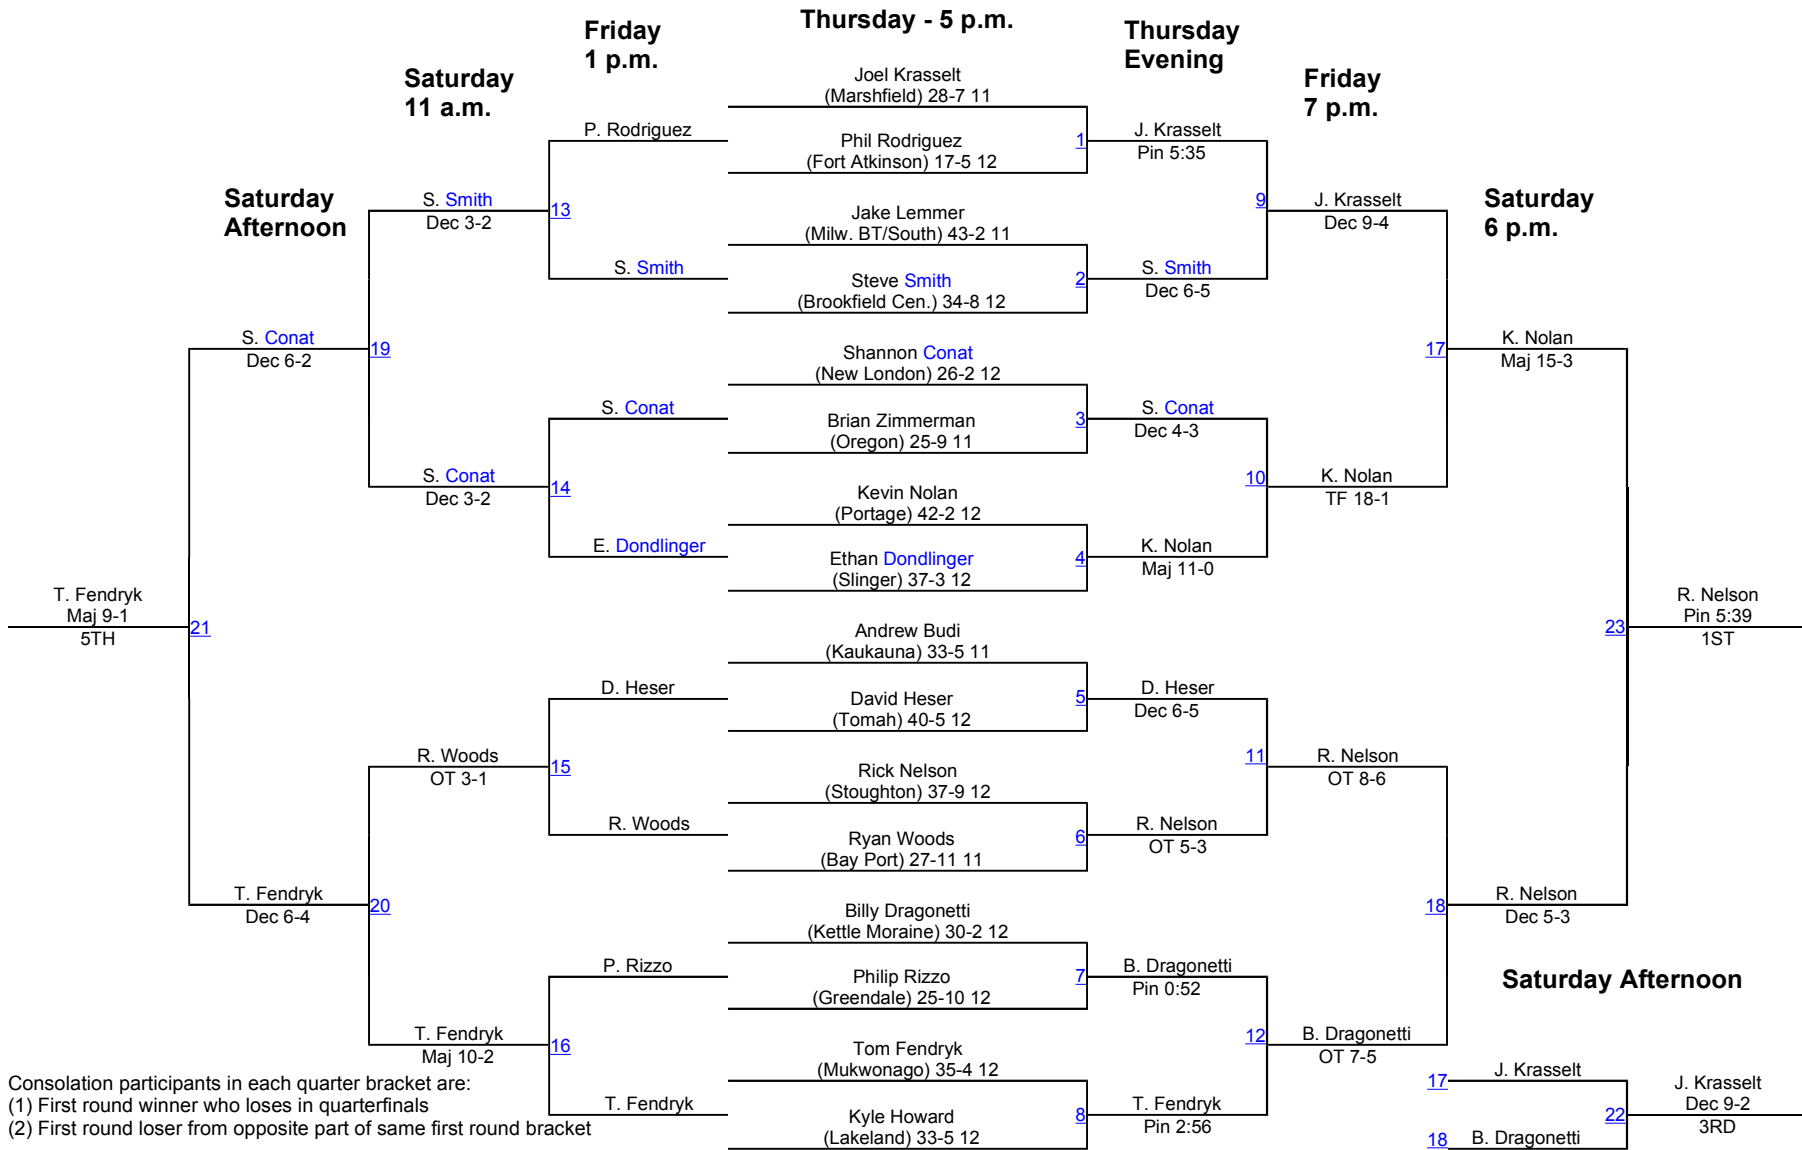 Thursday - 5 p.m.
Friday
1 p.m.
Thursday
Evening
Saturday
11 a.m.
Friday
7 p.m.
Joel Krasselt
(Marshfield) 28-7 11
P. Rodriguez
Phil Rodriguez
(Fort Atkinson) 17-5 12
1
J. Krasselt
Pin 5:35
Saturday
Afternoon
S. Smith
Dec 3-2
13
Jake Lemmer
(Milw. BT/South) 43-2 11
9
J. Krasselt
Dec 9-4
Saturday
6 p.m.
S. Smith
Steve Smith
(Brookfield Cen.) 34-8 12
2
S. Smith
Dec 6-5
S. Conat
Dec 6-2
19
Shannon Conat
(New London) 26-2 12
17
K. Nolan
Maj 15-3
S. Conat
Brian Zimmerman
(Oregon) 25-9 11
3
S. Conat
Dec 4-3
S. Conat
Dec 3-2
14
Kevin Nolan
(Portage) 42-2 12
10
K. Nolan
TF 18-1
E. Dondlinger
Ethan Dondlinger
(Slinger) 37-3 12
4
K. Nolan
Maj 11-0
T. Fendryk
Maj 9-1
5TH
21
Andrew Budi
(Kaukauna) 33-5 11
23
R. Nelson
Pin 5:39
1ST
D. Heser
David Heser
(Tomah) 40-5 12
5
D. Heser
Dec 6-5
R. Woods
OT 3-1
15
Rick Nelson
(Stoughton) 37-9 12
11
R. Nelson
OT 8-6
R. Woods
Ryan Woods
(Bay Port) 27-11 11
6
R. Nelson
OT 5-3
T. Fendryk
Dec 6-4
20
Billy Dragonetti
(Kettle Moraine) 30-2 12
18
R. Nelson
Dec 5-3
P. Rizzo
Philip Rizzo
(Greendale) 25-10 12
7
B. Dragonetti
Pin 0:52
Saturday Afternoon
T. Fendryk
Maj 10-2
16
Tom Fendryk
(Mukwonago) 35-4 12
12
B. Dragonetti
OT 7-5
17
J. Krasselt
Consolation participants in each quarter bracket are:
(1) First round winner who loses in quarterfinals
(2) First round loser from opposite part of same first round bracket
T. Fendryk
Kyle Howard
(Lakeland) 33-5 12
8
T. Fendryk
Pin 2:56
22
J. Krasselt
Dec 9-2
3RD
18
B. Dragonetti